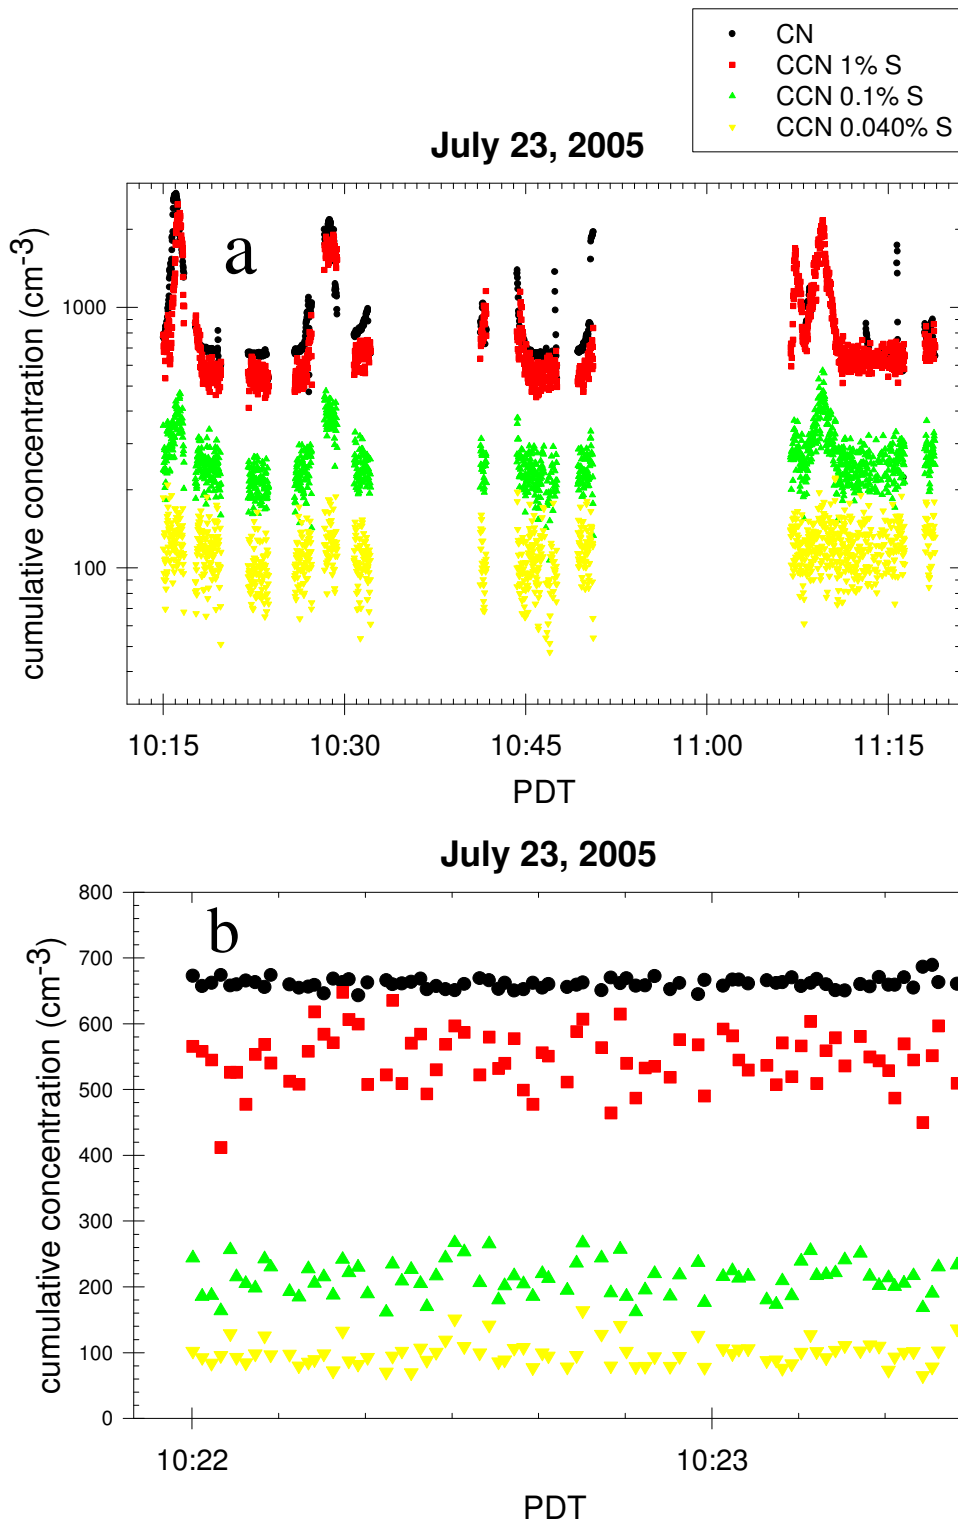 CN
CCN 1% S
CCN 0.1% S
CCN 0.040% S
July 23, 2005
a
cumulative concentration (cm-3)
1000
100
10:15 10:30 10:45 11:00 11:15
PDT
July 23, 2005
b
cumulative concentration (cm-3)
800
700
600
500
400
300
200
100
0
10:22 10:23
PDT